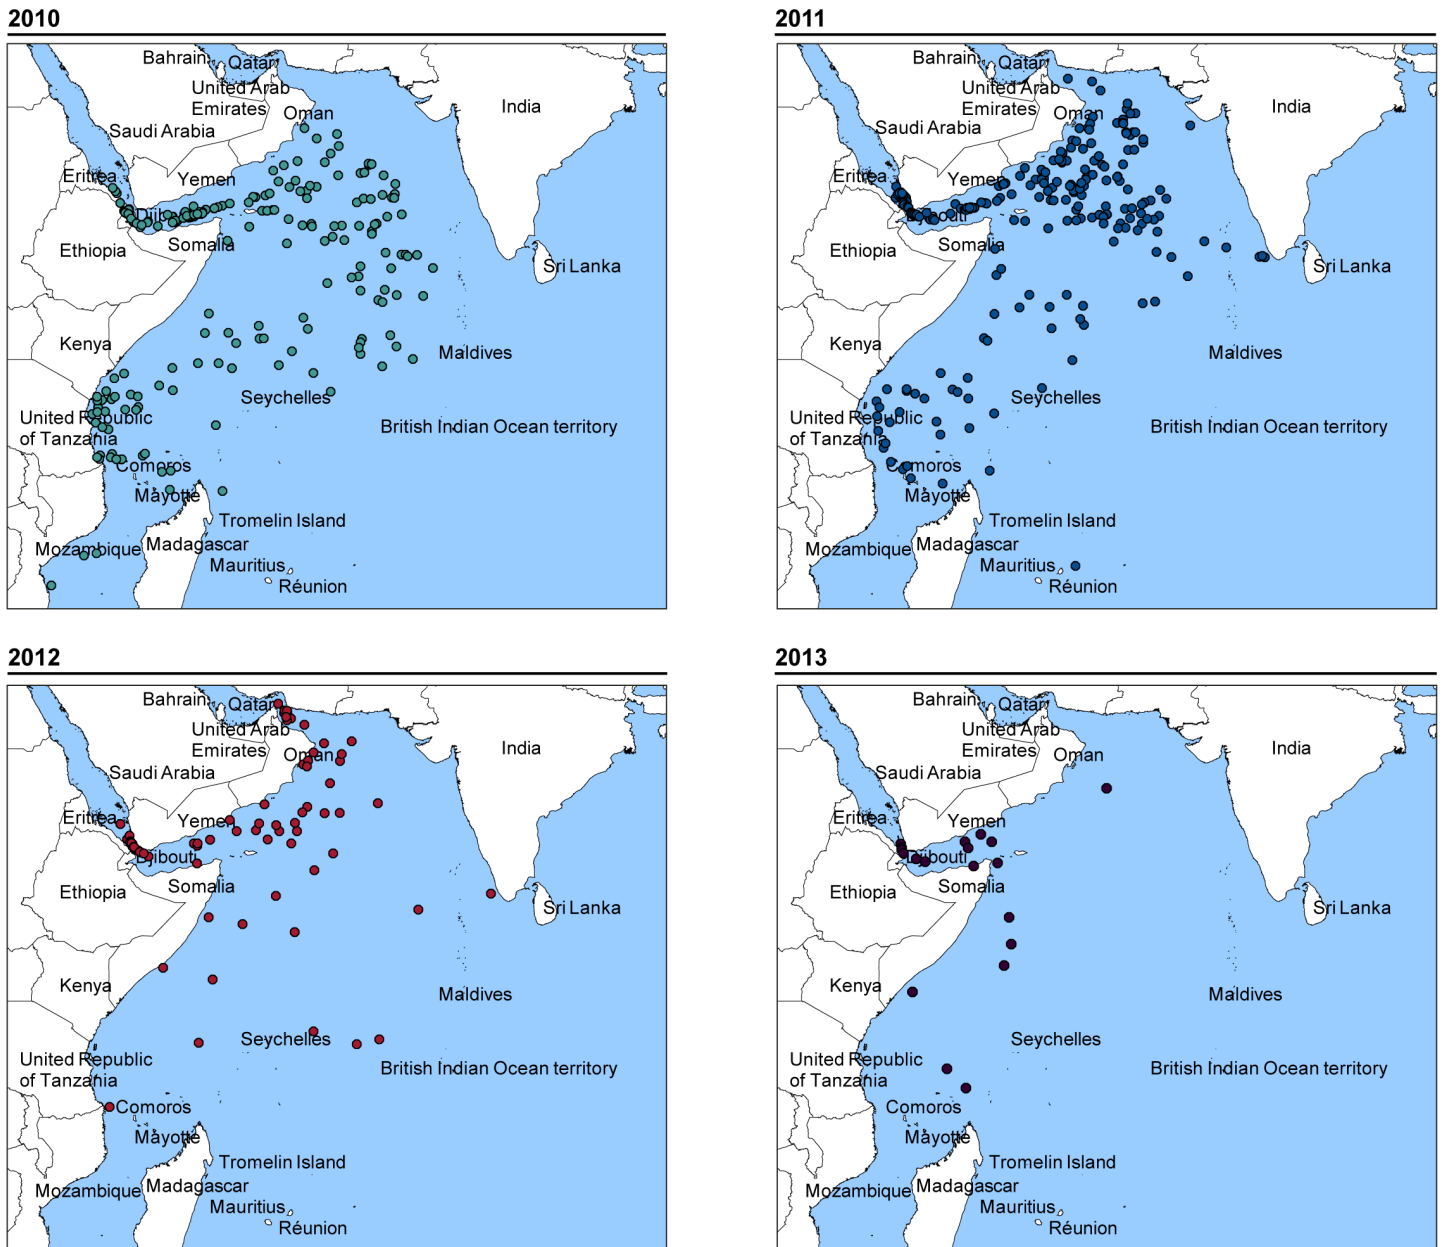 2010
Bahrain
Qatar
United Arab
Emirates
Oman
India
Saudi Arabia
Eritrea
Yemen
Djibouti
Ethiopia
Somalia
Sri Lanka
Kenya
Maldives
Seychelles
United Republic
of Tanzania
British Indian Ocean territory
Comoros
Mayotte
Tromelin Island
Mozambique
Madagascar
Mauritius
Réunion
2011
Bahrain
Qatar
United Arab
Emirates
Oman
India
Saudi Arabia
Eritrea
Yemen
Djibouti
Ethiopia
Somalia
Sri Lanka
Kenya
Maldives
Seychelles
United Republic
of Tanzania
British Indian Ocean territory
Comoros
Mayotte
Tromelin Island
Mozambique
Madagascar
Mauritius
Réunion
2012
Bahrain
Qatar
United Arab
Emirates
Oman
India
Saudi Arabia
Eritrea
Yemen
Djibouti
Ethiopia
Somalia
Sri Lanka
Kenya
Maldives
Seychelles
United Republic
of Tanzania
British Indian Ocean territory
Comoros
Mayotte
Tromelin Island
Mozambique
Madagascar
Mauritius
Réunion
2013
Bahrain
Qatar
United Arab
Emirates
Oman
India
Saudi Arabia
Eritrea
Yemen
Djibouti
Ethiopia
Somalia
Sri Lanka
Kenya
Maldives
Seychelles
United Republic
of Tanzania
British Indian Ocean territory
Comoros
Mayotte
Tromelin Island
Mozambique
Madagascar
Mauritius
Réunion